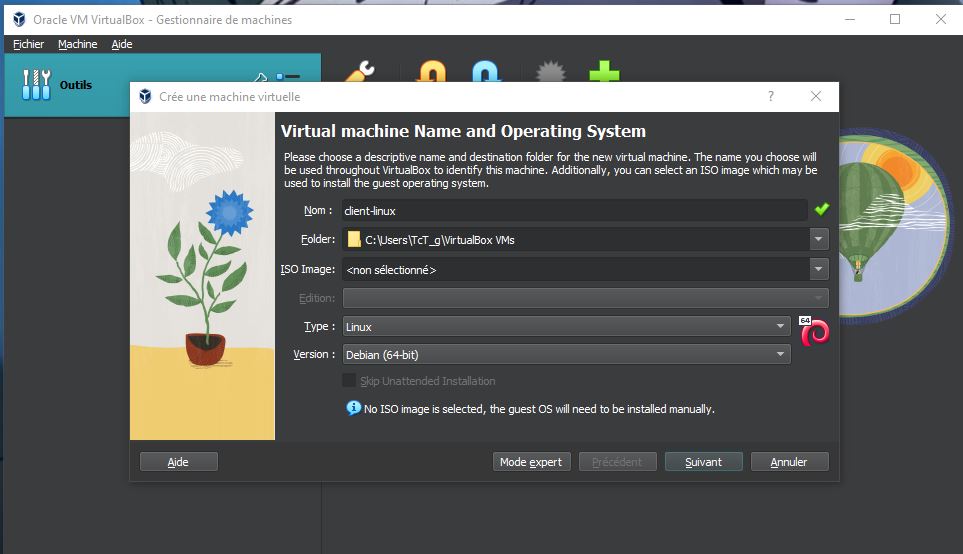 Oracle VM VirtualBox - Gestionnaire de machines
Fichier Machine Aide
Outils
Crée une machine virtuelle
?
Virtual machine Name and Operating System
Please choose a descriptive name and destination folder for the new virtual machine. The name you choose will
be used throughout VirtualBox to identify this machine. Additionally, you can select an ISO image which may be
used to install the guest operating system.
Nom : client-linux
Folder: C:\Users\TcT_g\VirtualBox VMs
ISO Image: <non sélectionné>
Edition:
Type : Linux
64
Version : Debian (64-bit)
Skip Unattended Installation
No ISO image is selected, the guest OS will need to be installed manually.
Aide Mode expert Précédent Suivant Annuler